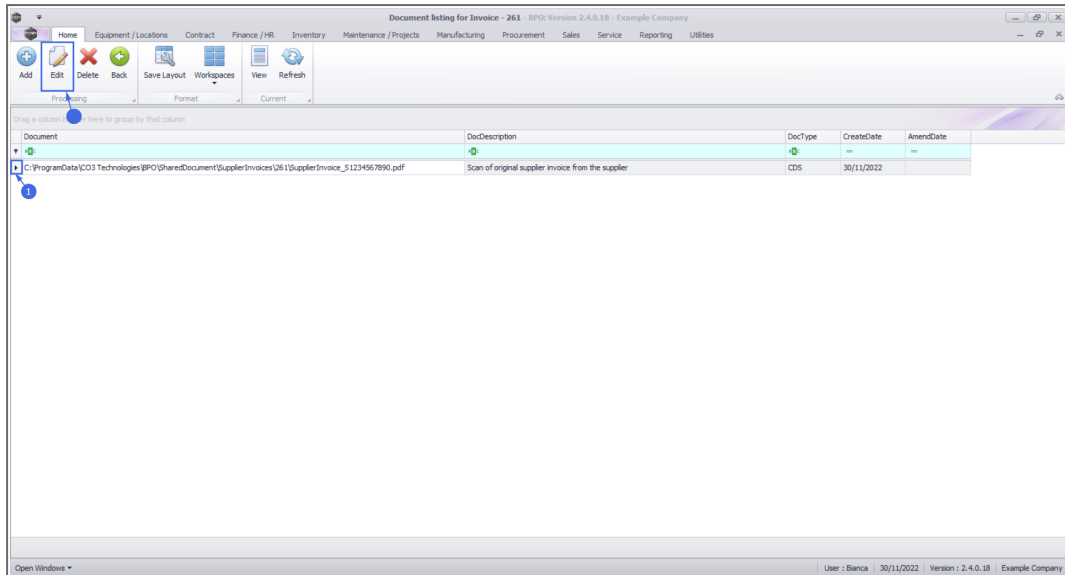 Document listing for Invoice - 261 - BPO: Version 2.4.0.18 - Example Company
Home Equipment / Locations Contract Finance / HR Inventory Maintenance / Projects Manufacturing Procurement Sales Service Reporting Utilities
Add Edit Delete Back Save Layout Workspaces View Refresh
Processing Format Current
Drag a column header here to group by that column
Document DocDescription DocType CreateDate AmendDate
C:\ProgramData\CO3 Technologies\BPO\SharedDocument\SupplierInvoices\261\SupplierInvoice_S1234567890.pdf Scan of original supplier invoice from the supplier CDS 30/11/2022
1
Open Windows User : Bianca 30/11/2022 Version : 2.4.0.18 Example Company